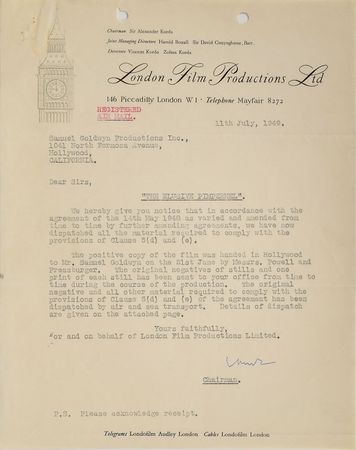 Chairman Sir Alexander Korda
Joint Managing Directors Harold Boxall Sir David Cunynghame, Bart.
Directors Vincent Korda Zoltan Korda
London Film Productions Ltd
146 Piccadilly London W1 · Telephone Mayfair 8272
REGISTERED
AIR MAIL.
11th July, 1949.
Samuel Goldwyn Productions Inc.,
1041 North Formosa Avenue,
Hollywood,
CALIFORNIA.
Dear Sirs,
"THE ELUSIVE PIMPERNEL".
We hereby give you notice that in accordance with the
agreement of the 14th May 1948 as varied and amended from
time to time by further amending agreements, we have now
dispatched all the material required to comply with the
provisions of Clause 5(d) and (e).
The positive copy of the film was handed in Hollywood
to Mr. Samuel Goldwyn on the 21st June by Messrs. Powell and
Pressburger. The original negatives of stills and one
print of each still has been sent to your office from time to
time during the course of the production. The original
negative and all other material required to comply with the
provisions of Clause 5(d) and (e) of the agreement has been
dispatched by air and sea transport. Details of dispatch
are given on the attached page.
Yours faithfully,
For and on behalf of London Film Productions Limited.
Chairman.
P.S. Please acknowledge receipt.
Telegrams Londofilm Audley London Cables Londofilm London